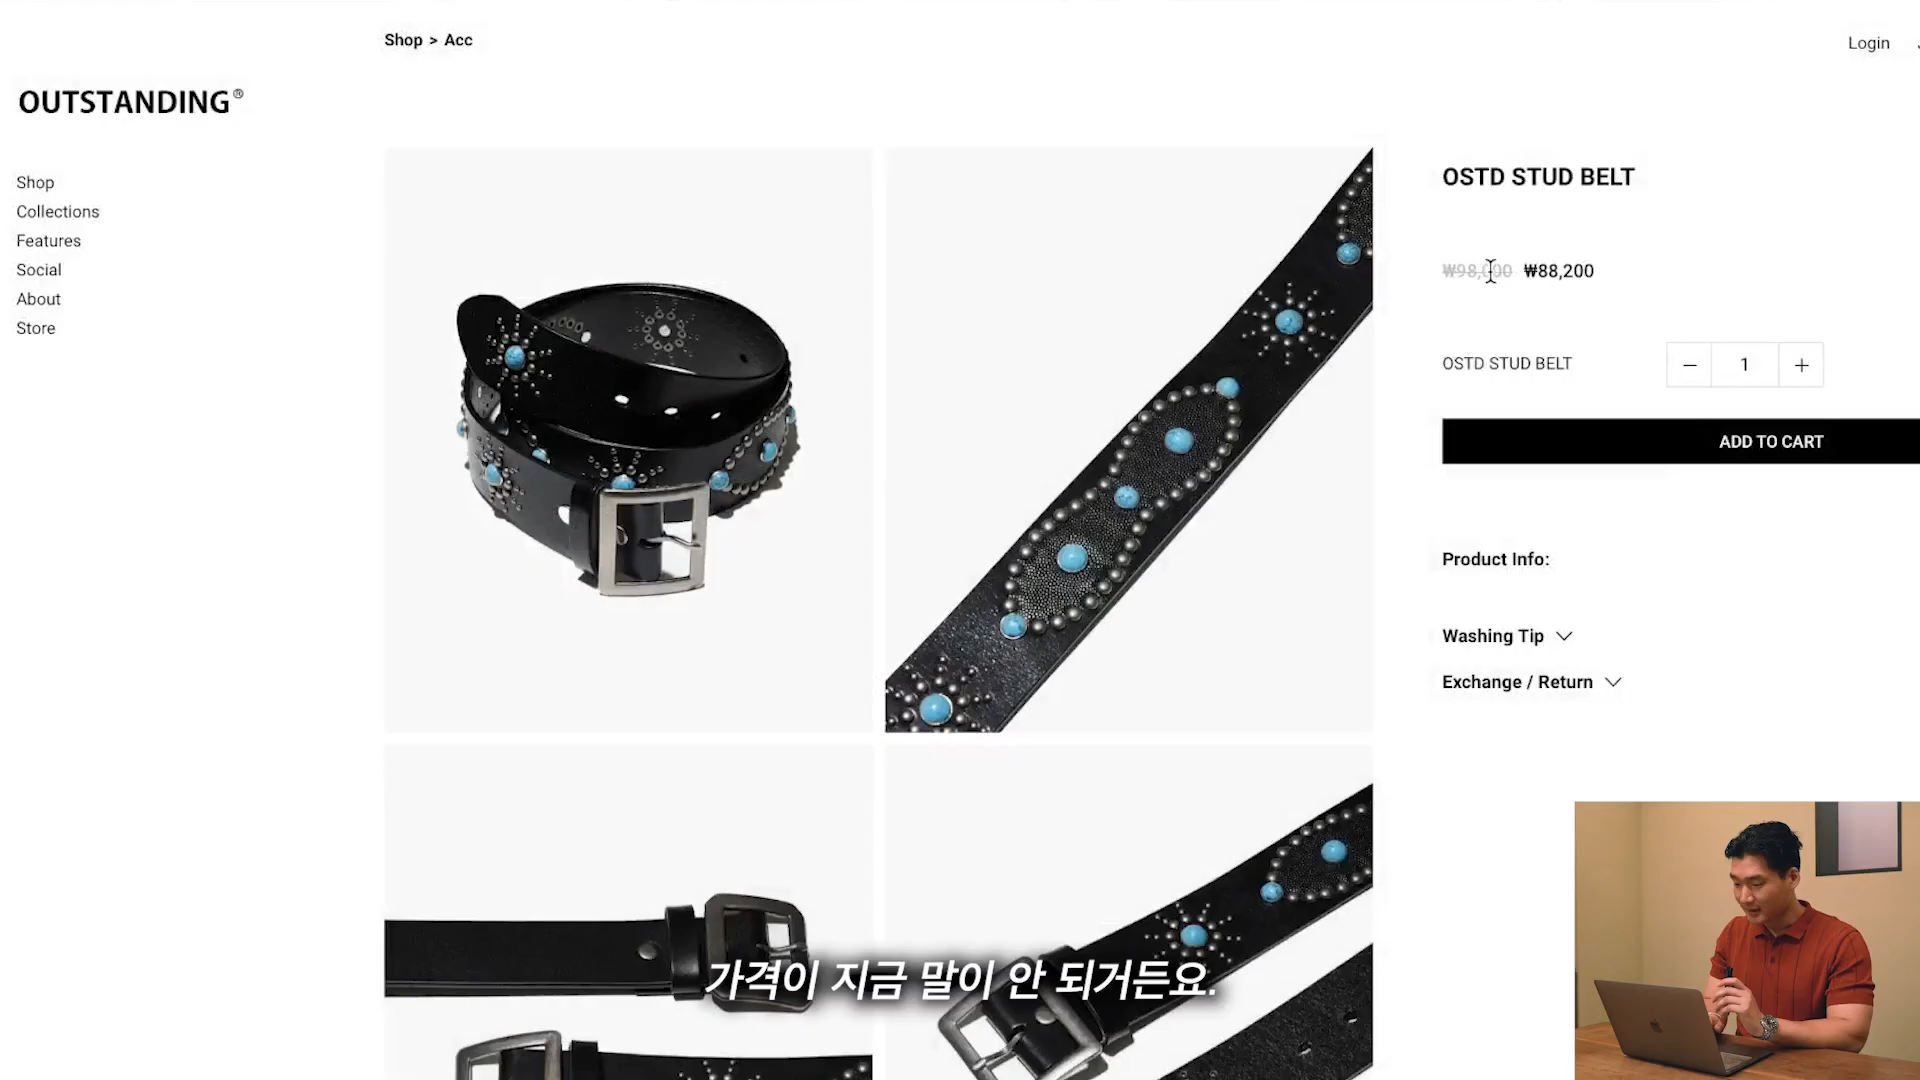 Shop > Acc
Login
OUTSTANDING®
Shop
Collections
Features
Social
About
Store
OSTD STUD BELT
₩98,000 ₩88,200
OSTD STUD BELT
1
ADD TO CART
Product Info:
Washing Tip
Exchange / Return
가격이 지금 말이 안 되거든요.